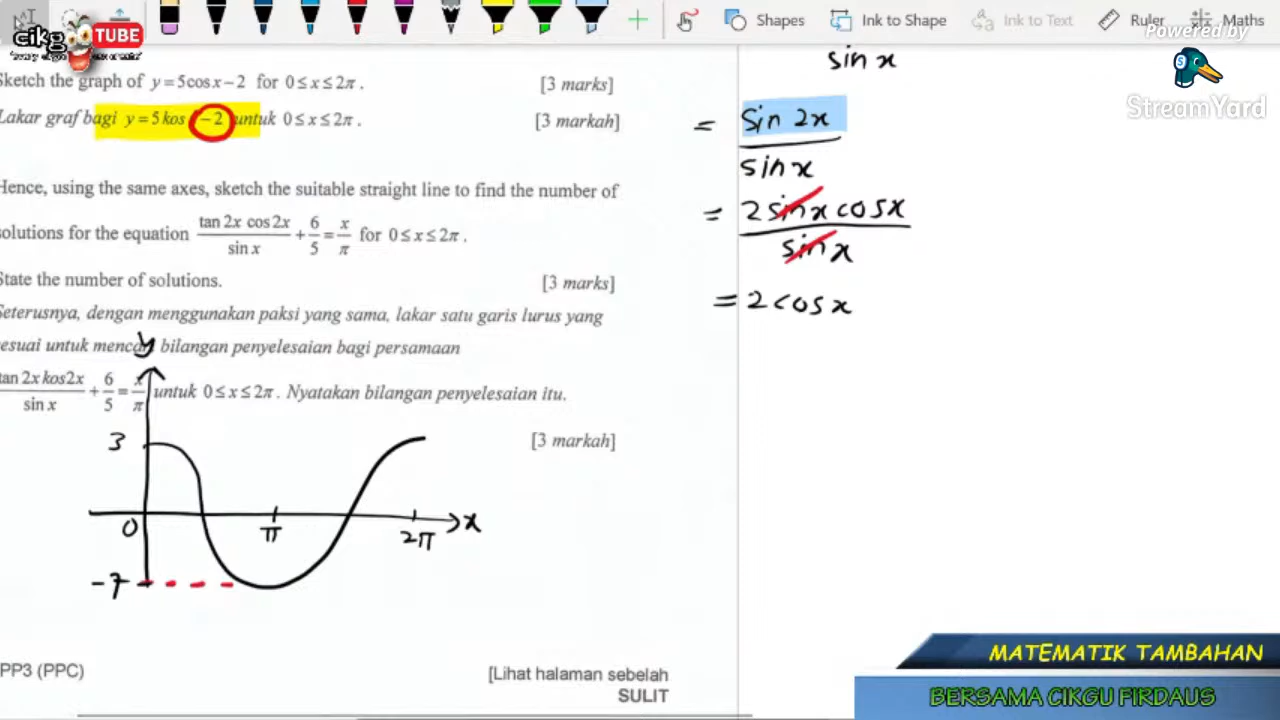 cikg TUBE
Shapes Ink to Shape Ink to Text Ruler Maths
Powered by
StreamYard
Sketch the graph of y = 5cos x − 2 for 0 ≤ x ≤ 2π . [3 marks]
Lakar graf bagi y = 5 kos −2 untuk 0 ≤ x ≤ 2π . [3 markah]
Hence, using the same axes, sketch the suitable straight line to find the number of
solutions for the equation (tan 2x cos 2x)/(sin x) + 6/5 = x/π for 0 ≤ x ≤ 2π .
State the number of solutions. [3 marks]
Seterusnya, dengan menggunakan paksi yang sama, lakar satu garis lurus yang
sesuai untuk mencari bilangan penyelesaian bagi persamaan
(tan 2x kos2x)/(sin x) + 6/5 = x/π untuk 0 ≤ x ≤ 2π . Nyatakan bilangan penyelesaian itu.
[3 markah]
y
3
0
π
2π
x
-7
PP3 (PPC)
[Lihat halaman sebelah
SULIT
sin x
= sin 2x
sin x
= 2 sin x cos x
sin x
= 2 cos x
MATEMATIK TAMBAHAN
BERSAMA CIKGU PIRDAUS